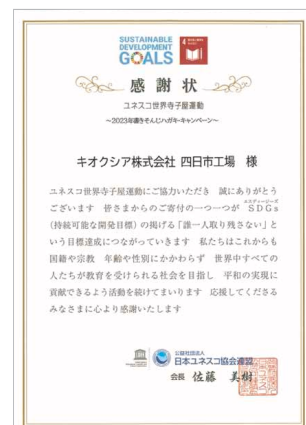 SUSTAINABLE
DEVELOPMENT
GOALS
4
感謝状
ユネスコ世界寺子屋運動
～2023年書きそんじハガキ・キャンペーン～
キオクシア株式会社 四日市工場 様
ユネスコ世界寺子屋運動にご協力いただき 誠にありがとう
ございます 皆さまからのご寄付の一つ一つが SDGs
エスディージーズ
(持続可能な開発目標)の掲げる「誰一人取り残さない」と
いう目標達成につながっていきます 私たちはこれからも
国籍や宗教 年齢や性別にかかわらず 世界中すべての
人たちが教育を受けられる社会を目指し 平和の実現に
貢献できるよう活動を続けてまいります 応援してくださる
みなさまに心より感謝いたします
公益社団法人
日本ユネスコ協会連盟
会長 佐藤 美樹